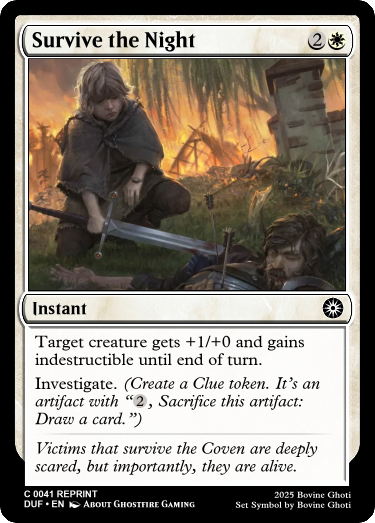 Survive the Night 2
Instant
Target creature gets +1/+0 and gains
indestructible until end of turn.
Investigate. (Create a Clue token. It's an
artifact with “2, Sacrifice this artifact:
Draw a card.”)
Victims that survive the Coven are deeply
scared, but importantly, they are alive.
C 0041 REPRINT
DUF • EN About Ghostfire Gaming
2025 Bovine Ghoti
Set Symbol by Bovine Ghoti